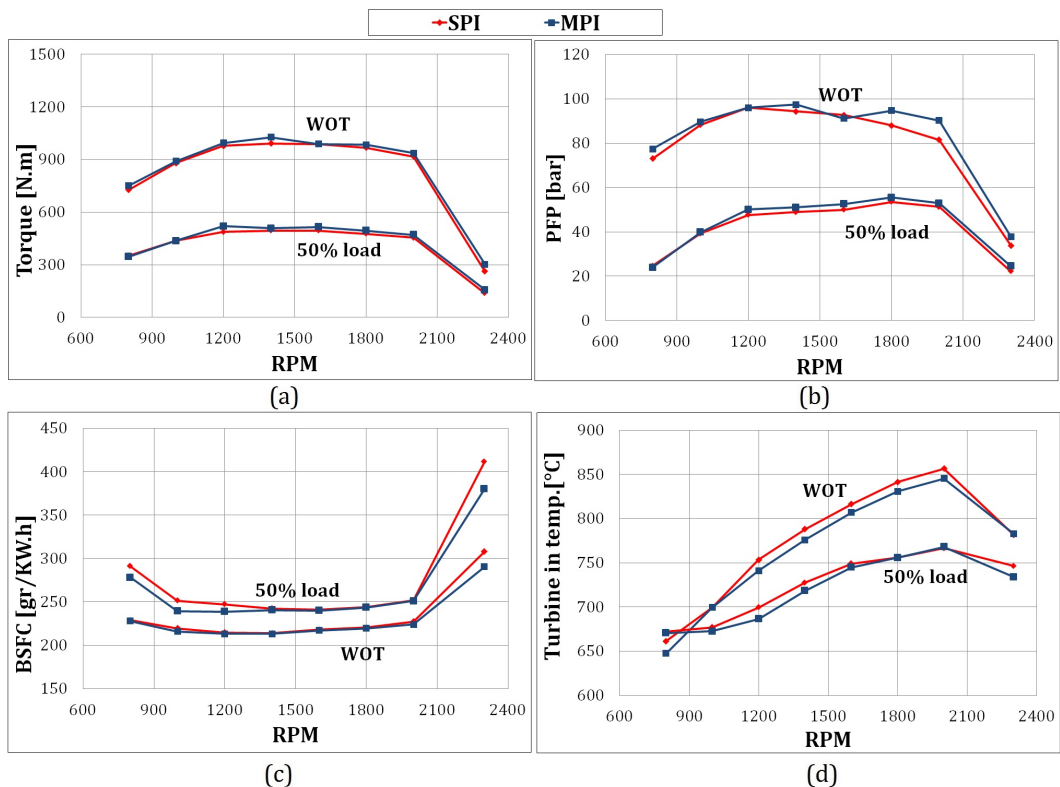 SPI MPI
1500
1200
900
600
300
0
600 900 1200 1500 1800 2100 2400
Torque [N.m]
RPM
WOT
50% load
(a)
120
100
80
60
40
20
0
600 900 1200 1500 1800 2100 2400
PFP [bar]
RPM
WOT
50% load
(b)
450
400
350
300
250
200
150
600 900 1200 1500 1800 2100 2400
BSFC [gr /KW.h]
RPM
50% load
WOT
(c)
900
850
800
750
700
650
600
600 900 1200 1500 1800 2100 2400
Turbine in temp.[°C]
RPM
WOT
50% load
(d)